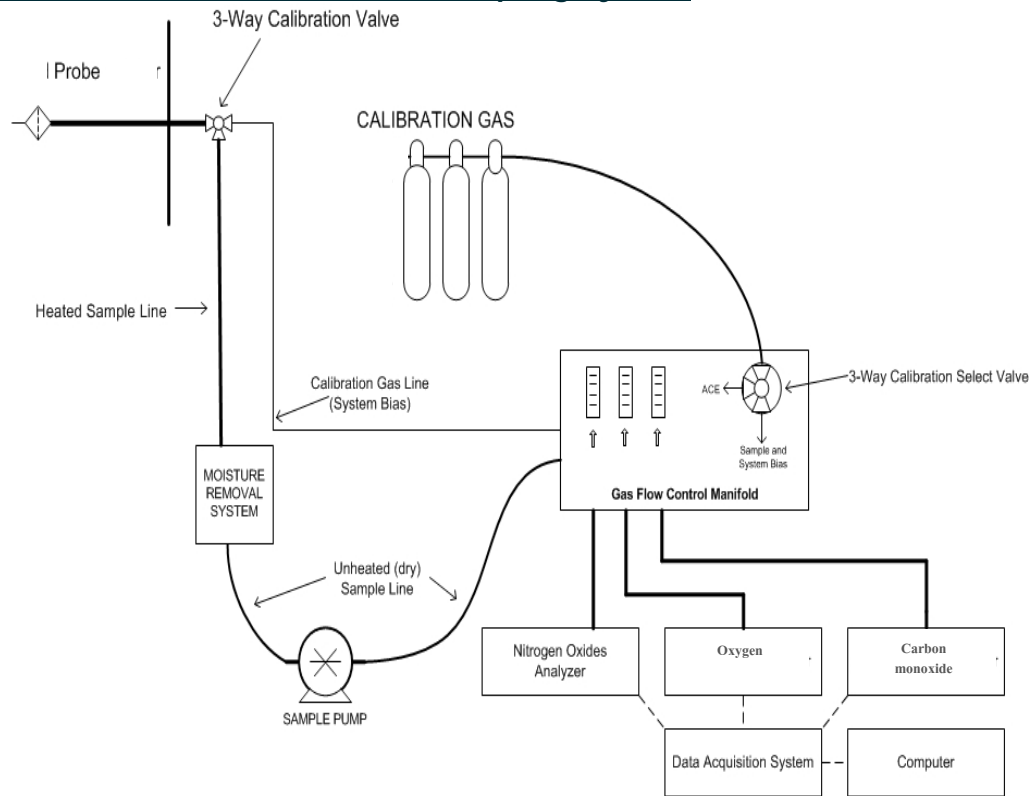 3-Way Calibration Valve
Probe
CALIBRATION GAS
Heated Sample Line
Calibration Gas Line
(System Bias)
ACE
3-Way Calibration Select Valve
Sample and
System Bias
Gas Flow Control Manifold
MOISTURE
REMOVAL
SYSTEM
Unheated (dry)
Sample Line
SAMPLE PUMP
Nitrogen Oxides
Analyzer
Oxygen
Carbon
monoxide
Data Acquisition System
Computer